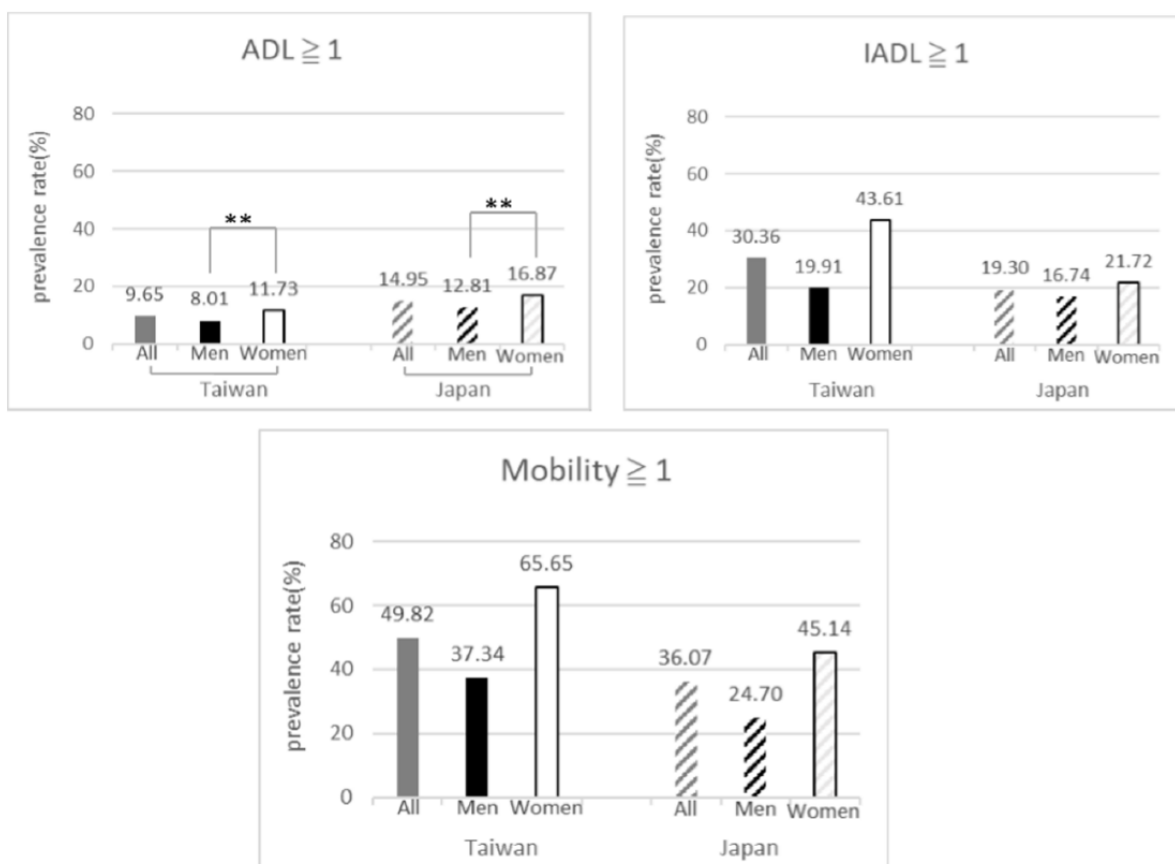 ADL ≧ 1
prevalence rate(%)
80
60
40
20
0
**
**
9.65
8.01
11.73
14.95
12.81
16.87
All Men Women All Men Women
Taiwan Japan
IADL ≧ 1
prevalence rate(%)
80
60
40
20
0
30.36
19.91
43.61
19.30
16.74
21.72
All Men Women All Men Women
Taiwan Japan
Mobility ≧ 1
prevalence rate(%)
80
60
40
20
0
49.82
37.34
65.65
36.07
24.70
45.14
All Men Women All Men Women
Taiwan Japan